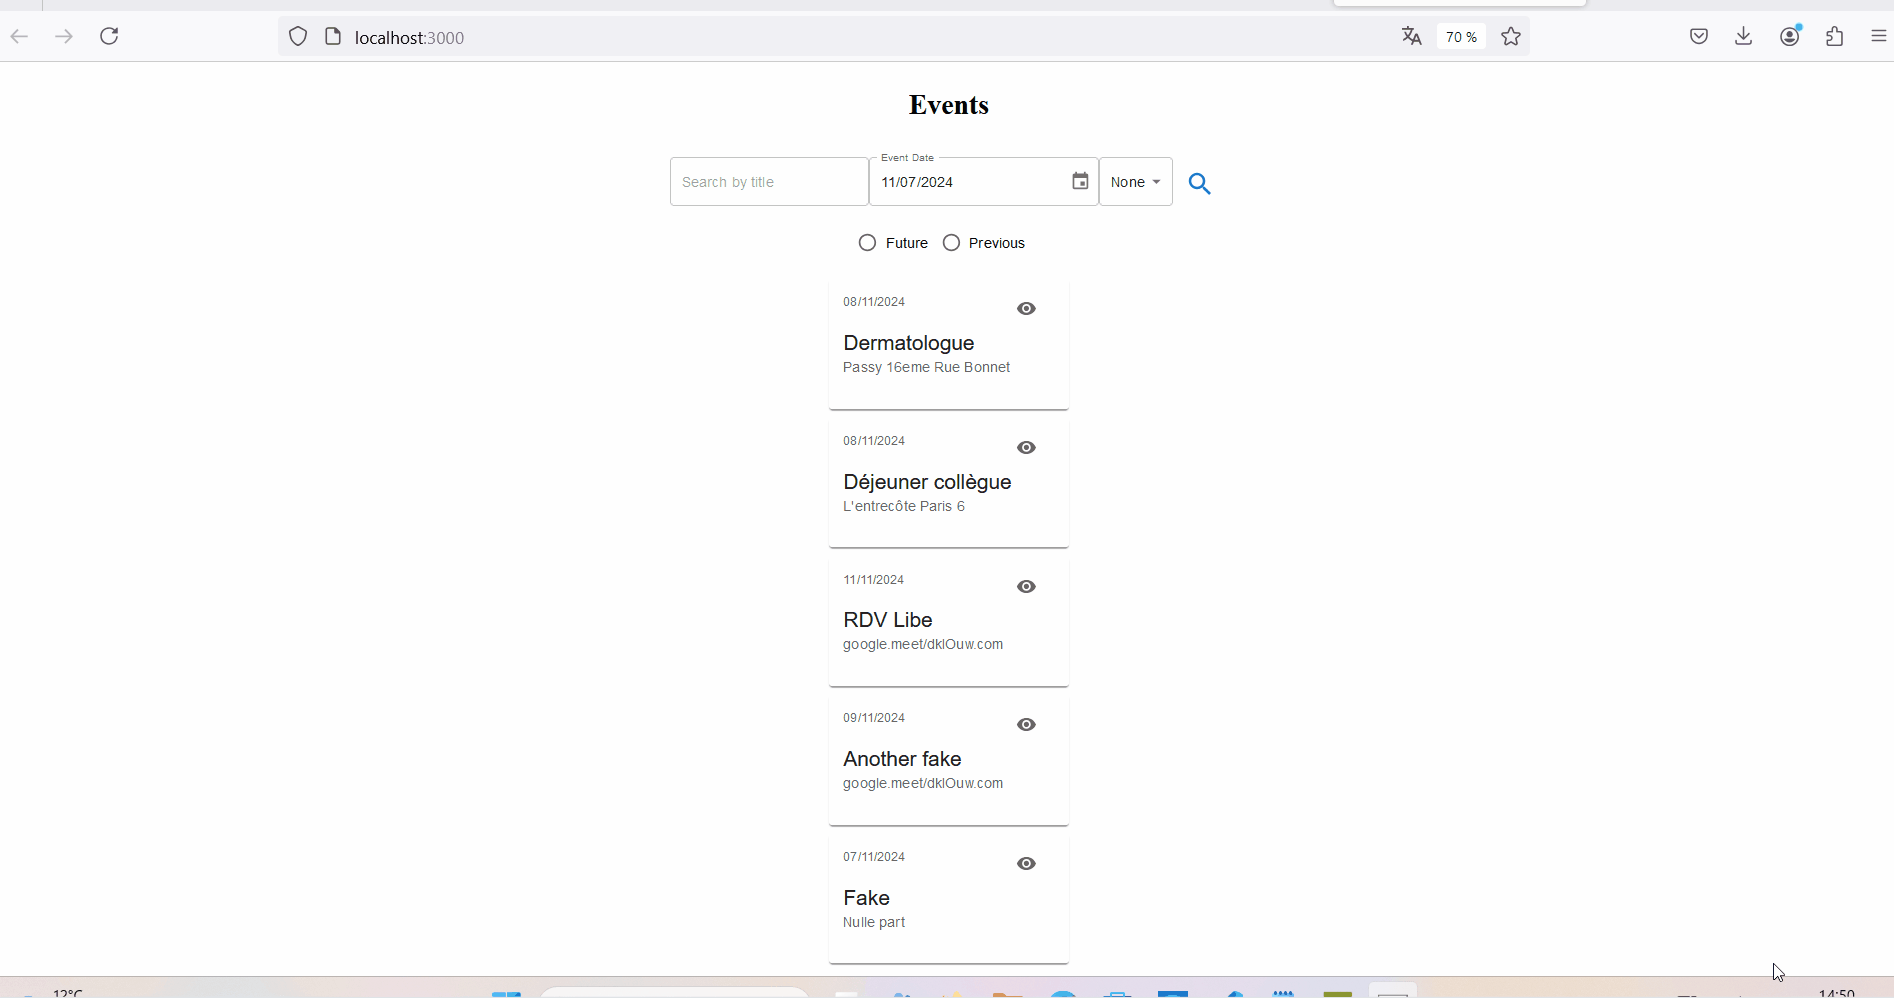 localhost:3000
70 %
Events
Event Date
Search by title
11/07/2024
None
Future
Previous
08/11/2024
Dermatologue
Passy 16eme Rue Bonnet
08/11/2024
Déjeuner collègue
L'entrecôte Paris 6
11/11/2024
RDV Libe
google.meet/dklOuw.com
09/11/2024
Another fake
google.meet/dklOuw.com
07/11/2024
Fake
Nulle part
12°C
14:50